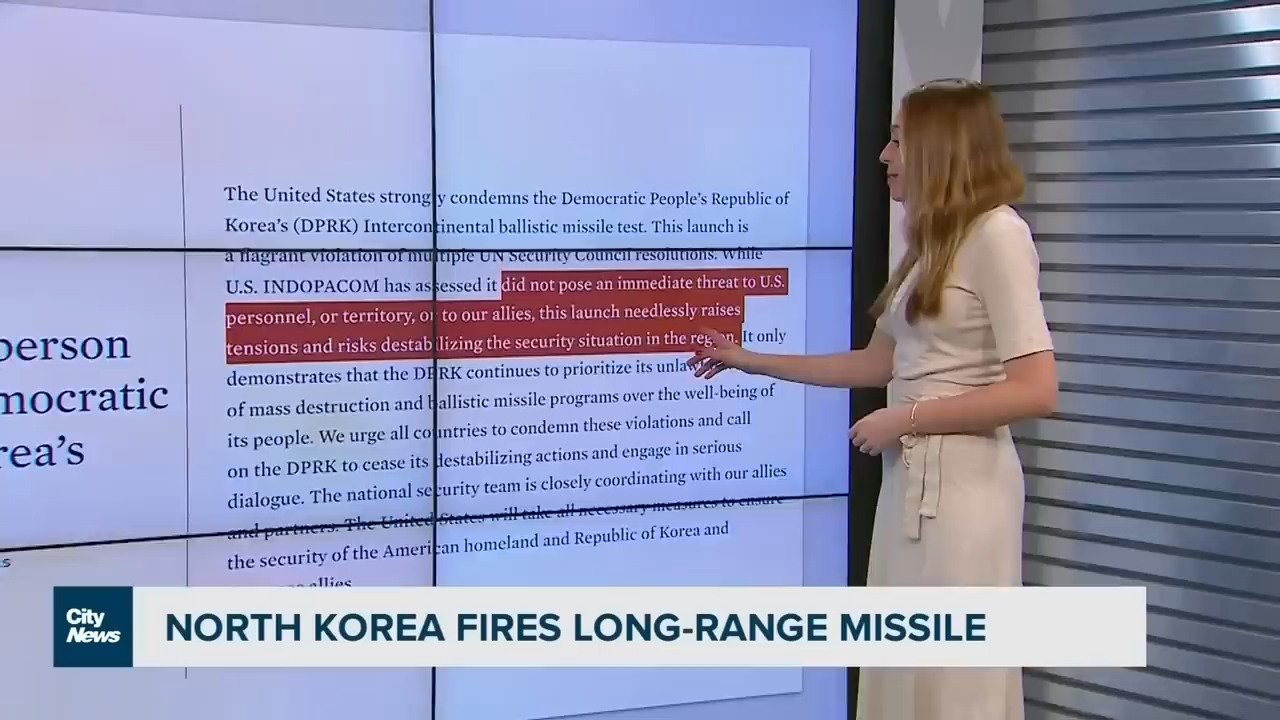 person
mocratic
rea's
s
The United States strongly condemns the Democratic People's Republic of
Korea's (DPRK) Intercontinental ballistic missile test. This launch is
a flagrant violation of multiple UN Security Council resolutions. While
U.S. INDOPACOM has assessed it did not pose an immediate threat to U.S.
personnel, or territory, or to our allies, this launch needlessly raises
tensions and risks destabilizing the security situation in the region. It only
demonstrates that the DPRK continues to prioritize its
of mass destruction and ballistic missile programs over the well-being of
its people. We urge all countries to condemn these violations and call
on the DPRK to cease its destabilizing actions and engage in serious
dialogue. The national security team is closely coordinating with our allies
and partners. The United States will take all necessary measures to ensure
the security of the American homeland and Republic of Korea and
allies.
City
News
NORTH KOREA FIRES LONG-RANGE MISSILE